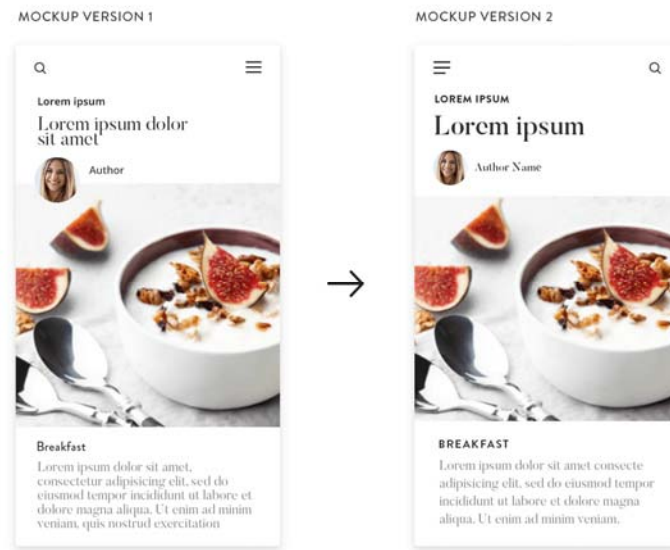 MOCKUP VERSION 1
Lorem ipsum
Lorem ipsum dolor
sit amet
Author
Breakfast
Lorem ipsum dolor sit amet,
consectetur adipisicing elit, sed do
eiusmod tempor incididunt ut labore et
dolore magna aliqua. Ut enim ad minim
veniam, quis nostrud exercitation
MOCKUP VERSION 2
LOREM IPSUM
Lorem ipsum
Author Name
BREAKFAST
Lorem ipsum dolor sit amet consecte
adipisicing elit, sed do eiusmod tempor
incididunt ut labore et dolore magna
aliqua. Ut enim ad minim veniam.